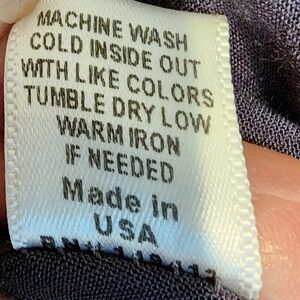 MACHINE WASH
COLD INSIDE OUT
WITH LIKE COLORS
TUMBLE DRY LOW
WARM IRON
IF NEEDED
Made in
USA